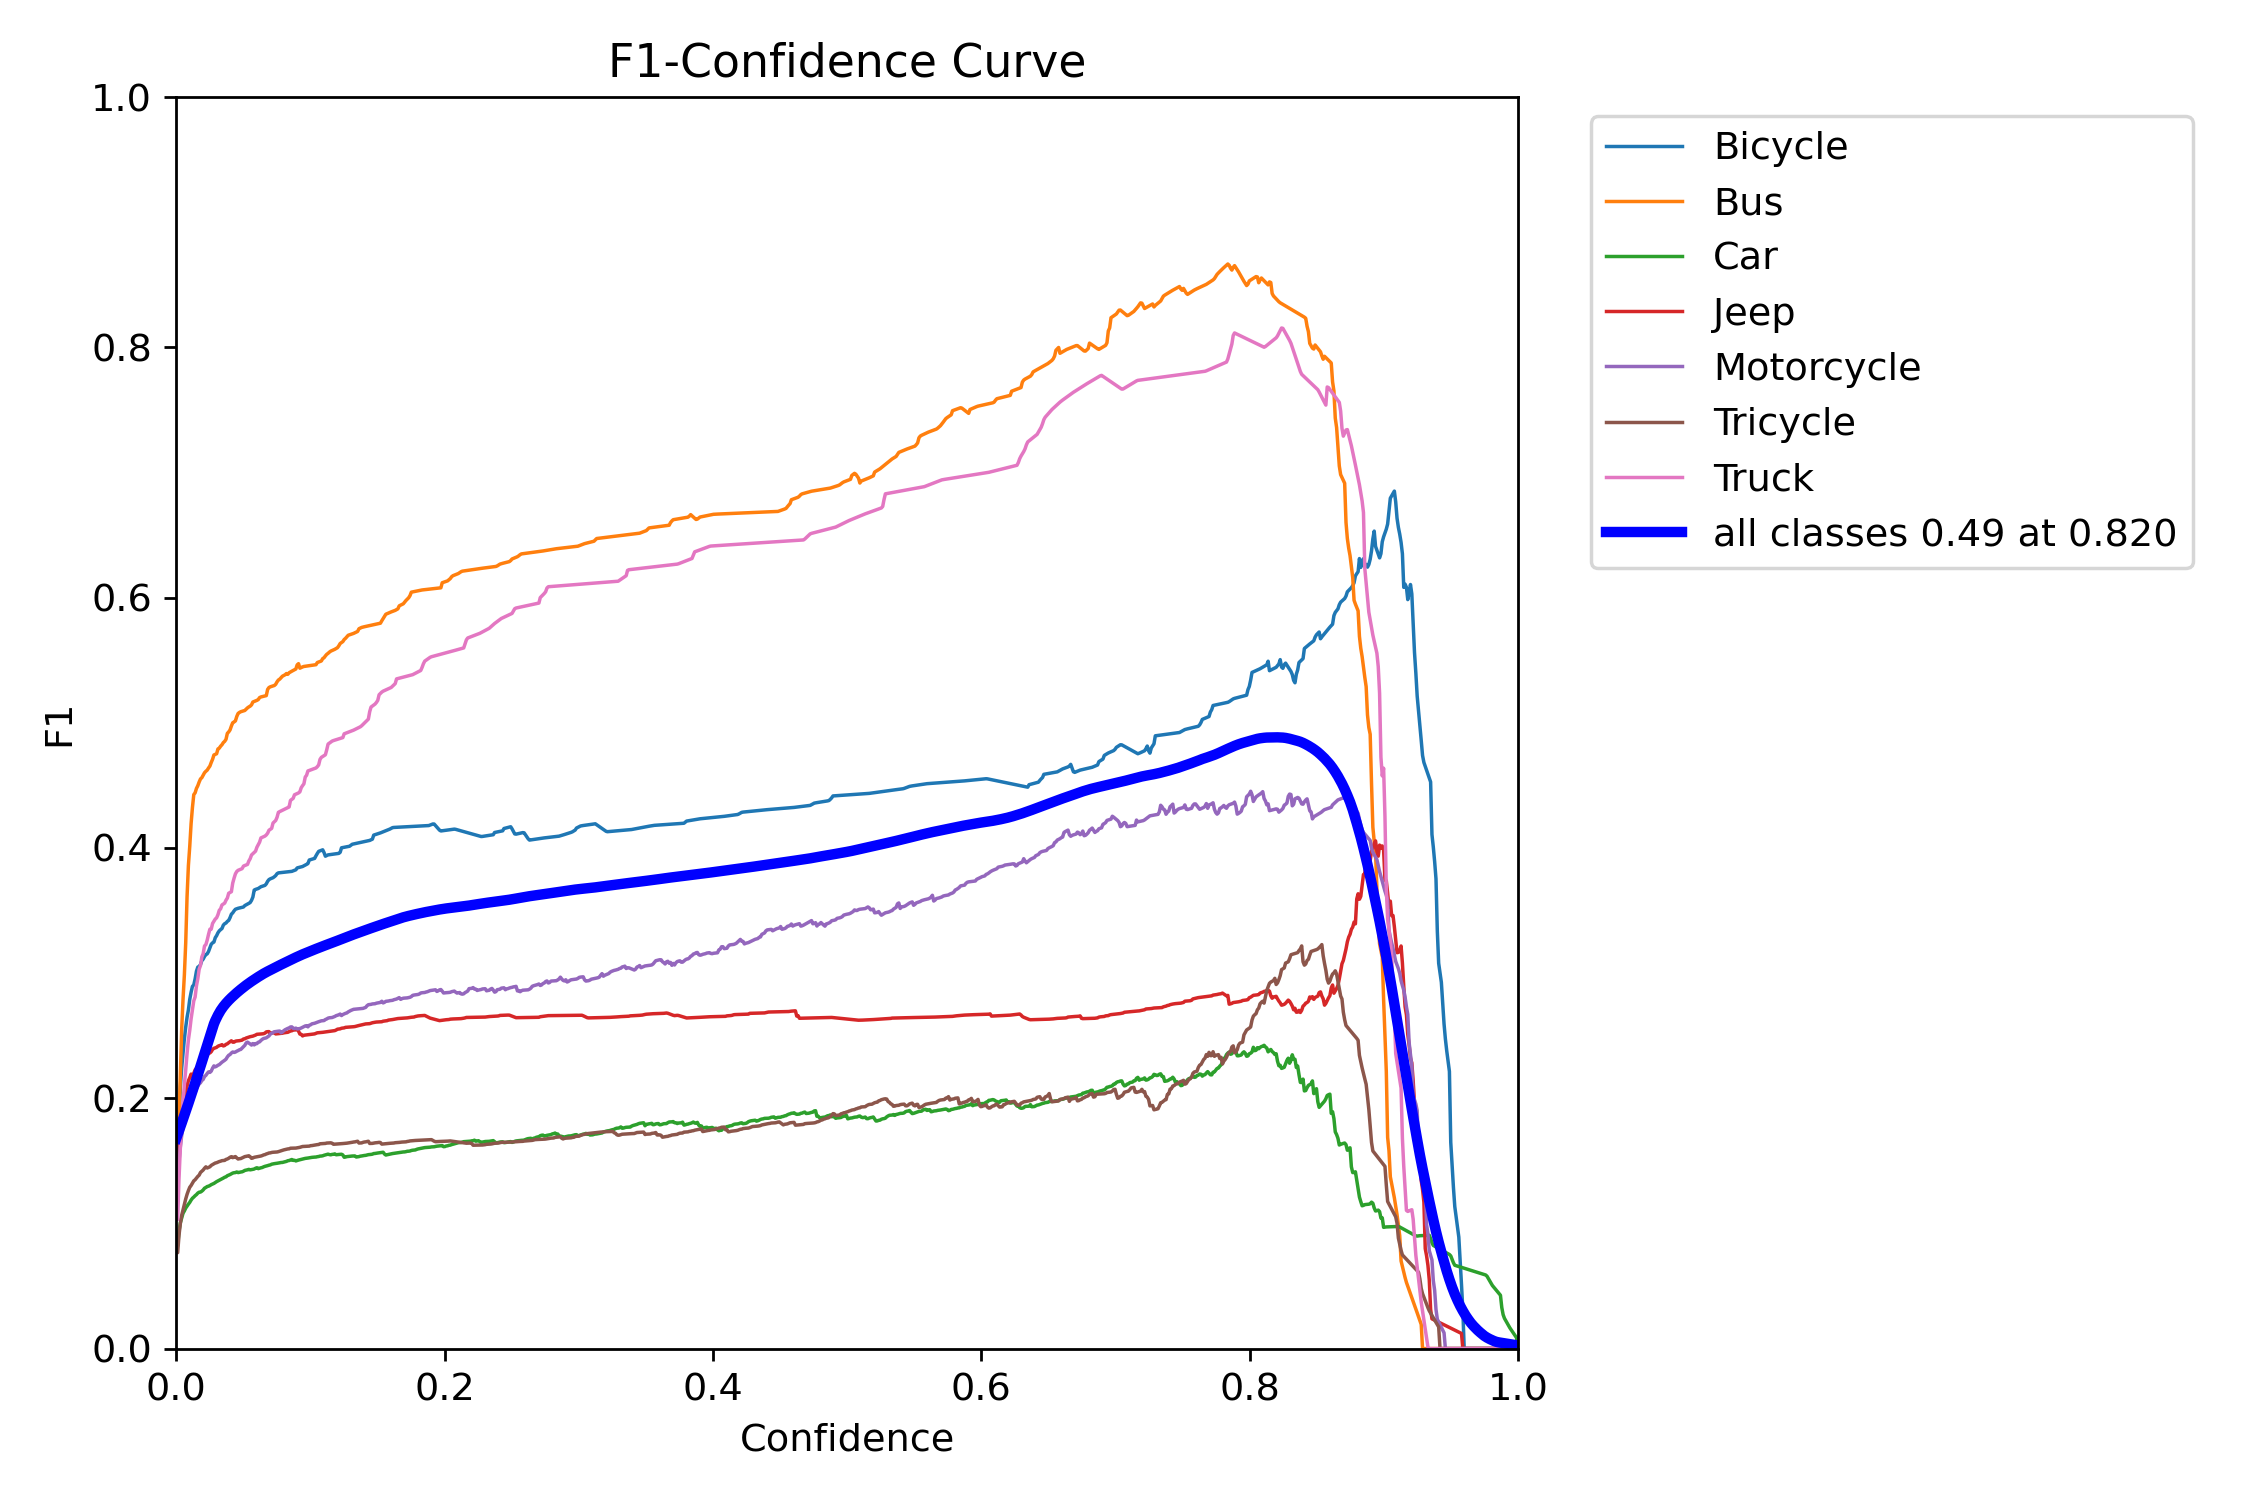 F1-Confidence Curve
1.0
0.8
0.6
0.4
0.2
0.0
F1
0.0 0.2 0.4 0.6 0.8 1.0
Confidence
Bicycle
Bus
Car
Jeep
Motorcycle
Tricycle
Truck
all classes 0.49 at 0.820